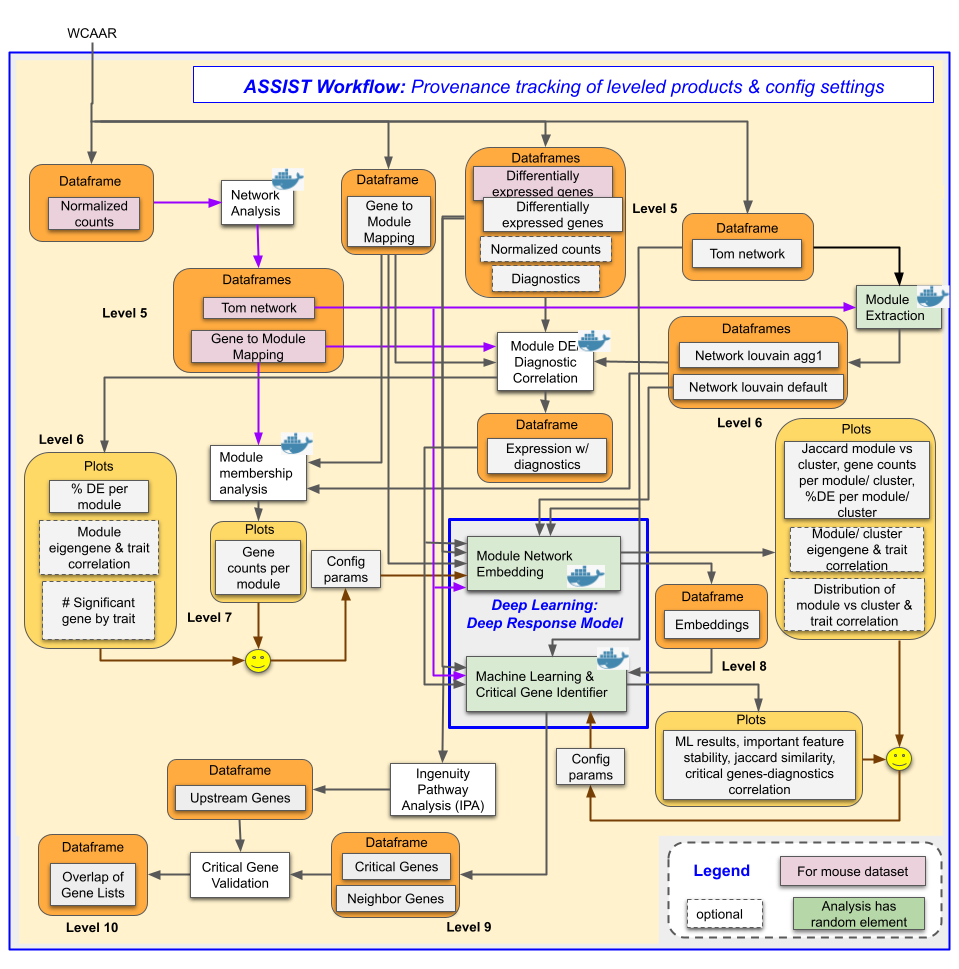 WCAAR
ASSIST Workflow: Provenance tracking of leveled products & config settings
Dataframe
Normalized
counts
Network
Analysis
Dataframe
Gene to
Module
Mapping
Dataframes
Differentially
expressed genes
Differentially
expressed genes
Normalized counts
Diagnostics
Level 5
Dataframe
Tom network
Module
Extraction
Level 5
Dataframes
Tom network
Gene to Module
Mapping
Module DE/
Diagnostic
Correlation
Dataframes
Network louvain agg1
Network louvain default
Level 6
Dataframe
Expression w/
diagnostics
Level 6
Plots
% DE per
module
Module
eigengene & trait
correlation
# Significant
gene by trait
Module
membership
analysis
Plots
Gene
counts per
module
Level 7
Config
params
Module Network
Embedding
Deep Learning:
Deep Response Model
Machine Learning &
Critical Gene Identifier
Dataframe
Embeddings
Level 8
Plots
Jaccard module vs
cluster, gene counts
per module/ cluster,
%DE per module/
cluster
Module/ cluster
eigengene & trait
correlation
Distribution of
module vs cluster &
trait correlation
Plots
ML results, important feature
stability, jaccard similarity,
critical genes-diagnostics
correlation
Config
params
Ingenuity
Pathway
Analysis (IPA)
Dataframe
Upstream Genes
Critical Gene
Validation
Dataframe
Critical Genes
Neighbor Genes
Level 9
Dataframe
Overlap of
Gene Lists
Level 10
Legend
For mouse dataset
optional
Analysis has
random element